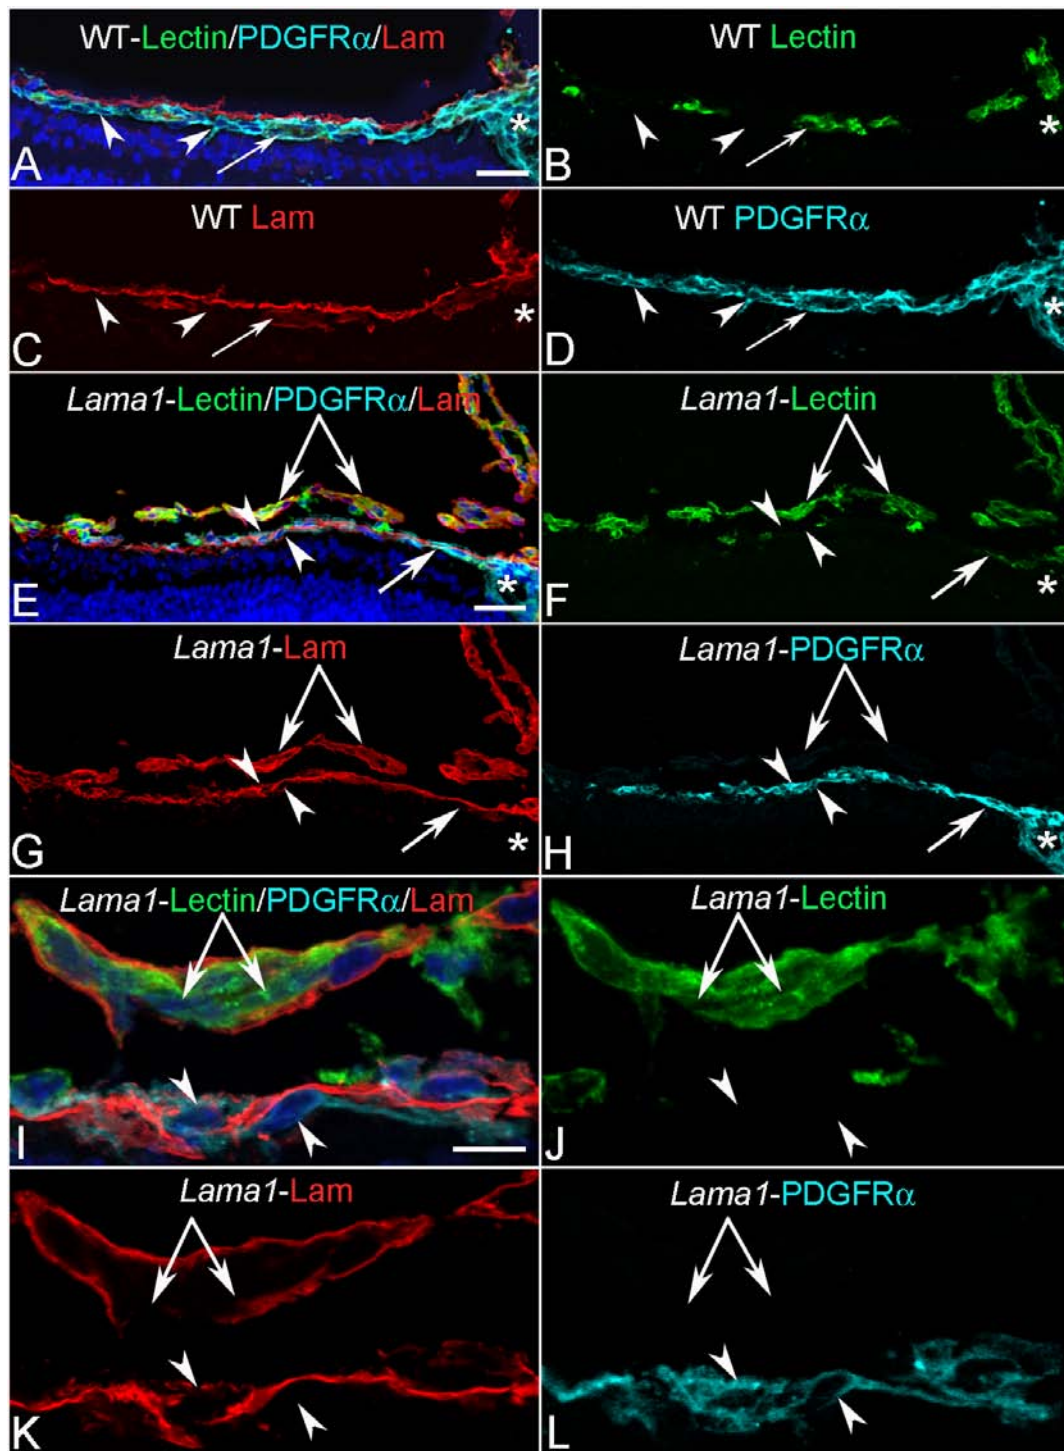 WT-Lectin/PDGFRα/Lam
*
A
WT Lectin
*
B
WT Lam
*
C
WT PDGFRα
*
D
Lama1-Lectin/PDGFRα/Lam
*
E
Lama1-Lectin
*
F
Lama1-Lam
*
G
Lama1-PDGFRα
*
H
Lama1-Lectin/PDGFRα/Lam
I
Lama1-Lectin
J
Lama1-Lam
K
Lama1-PDGFRα
L